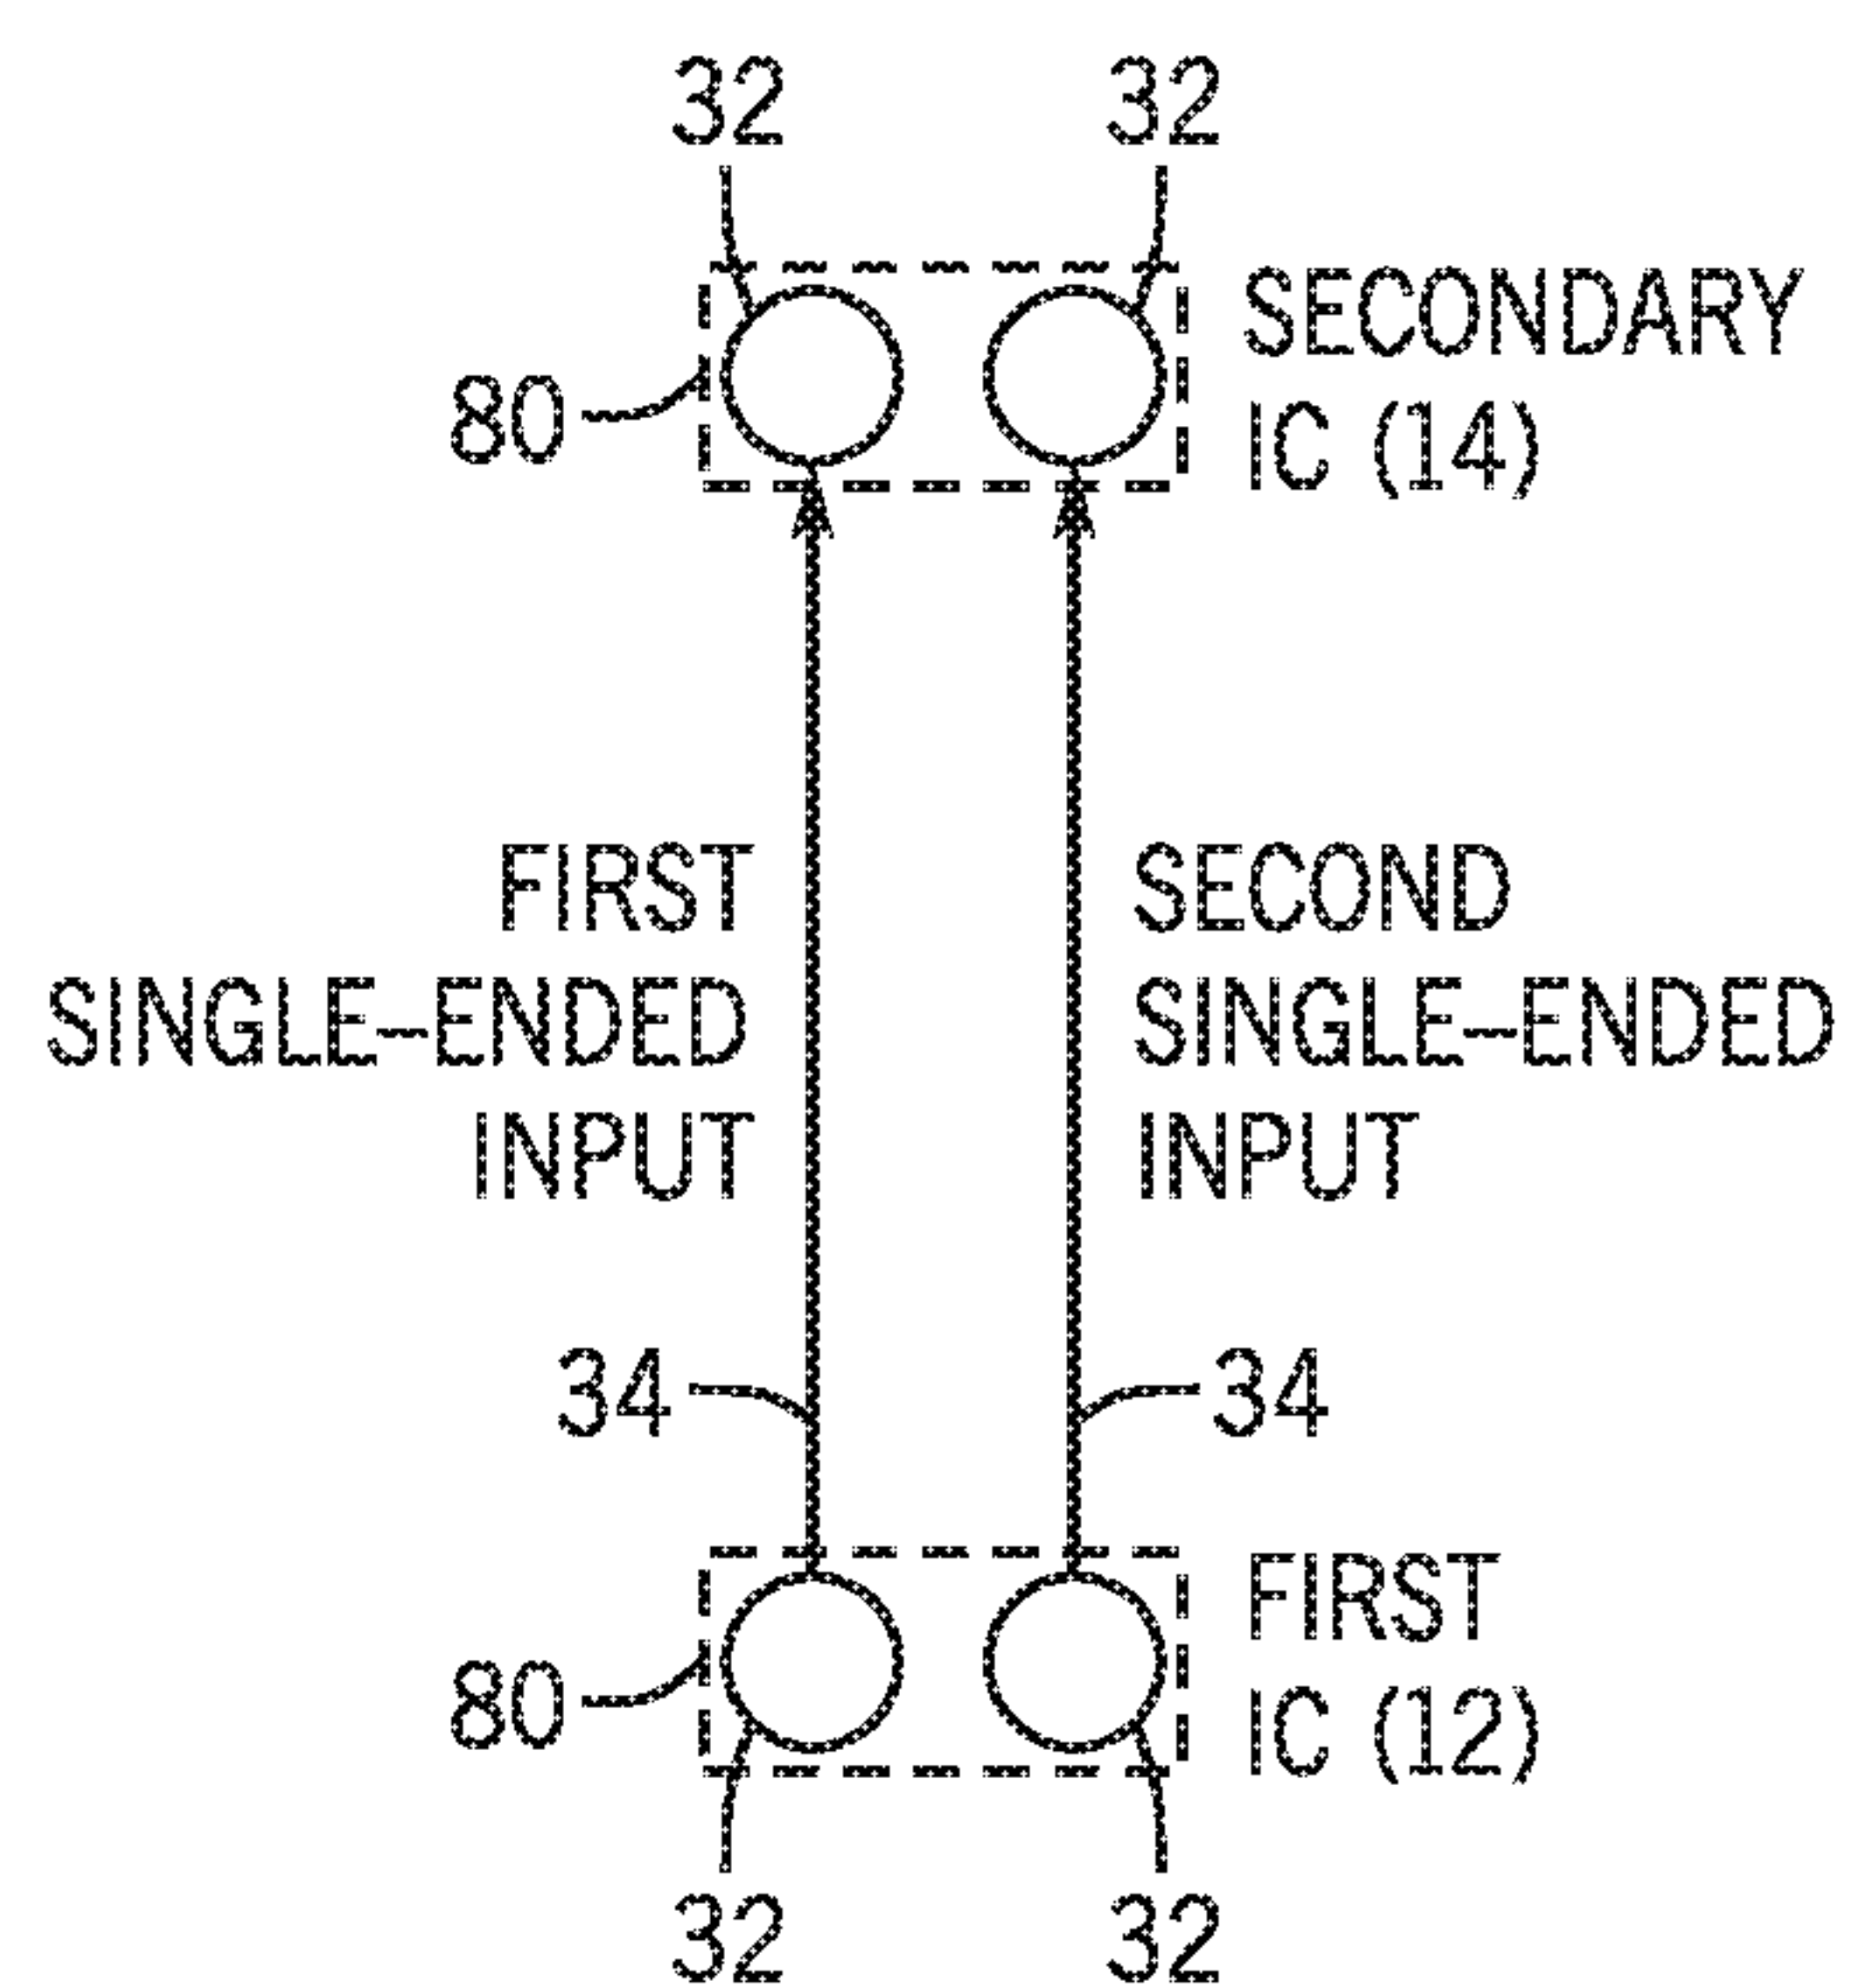 32 32
SECONDARY
IC (14)
80
FIRST
SINGLE-ENDED
INPUT
SECOND
SINGLE-ENDED
INPUT
34 34
FIRST
IC (12)
80
32 32